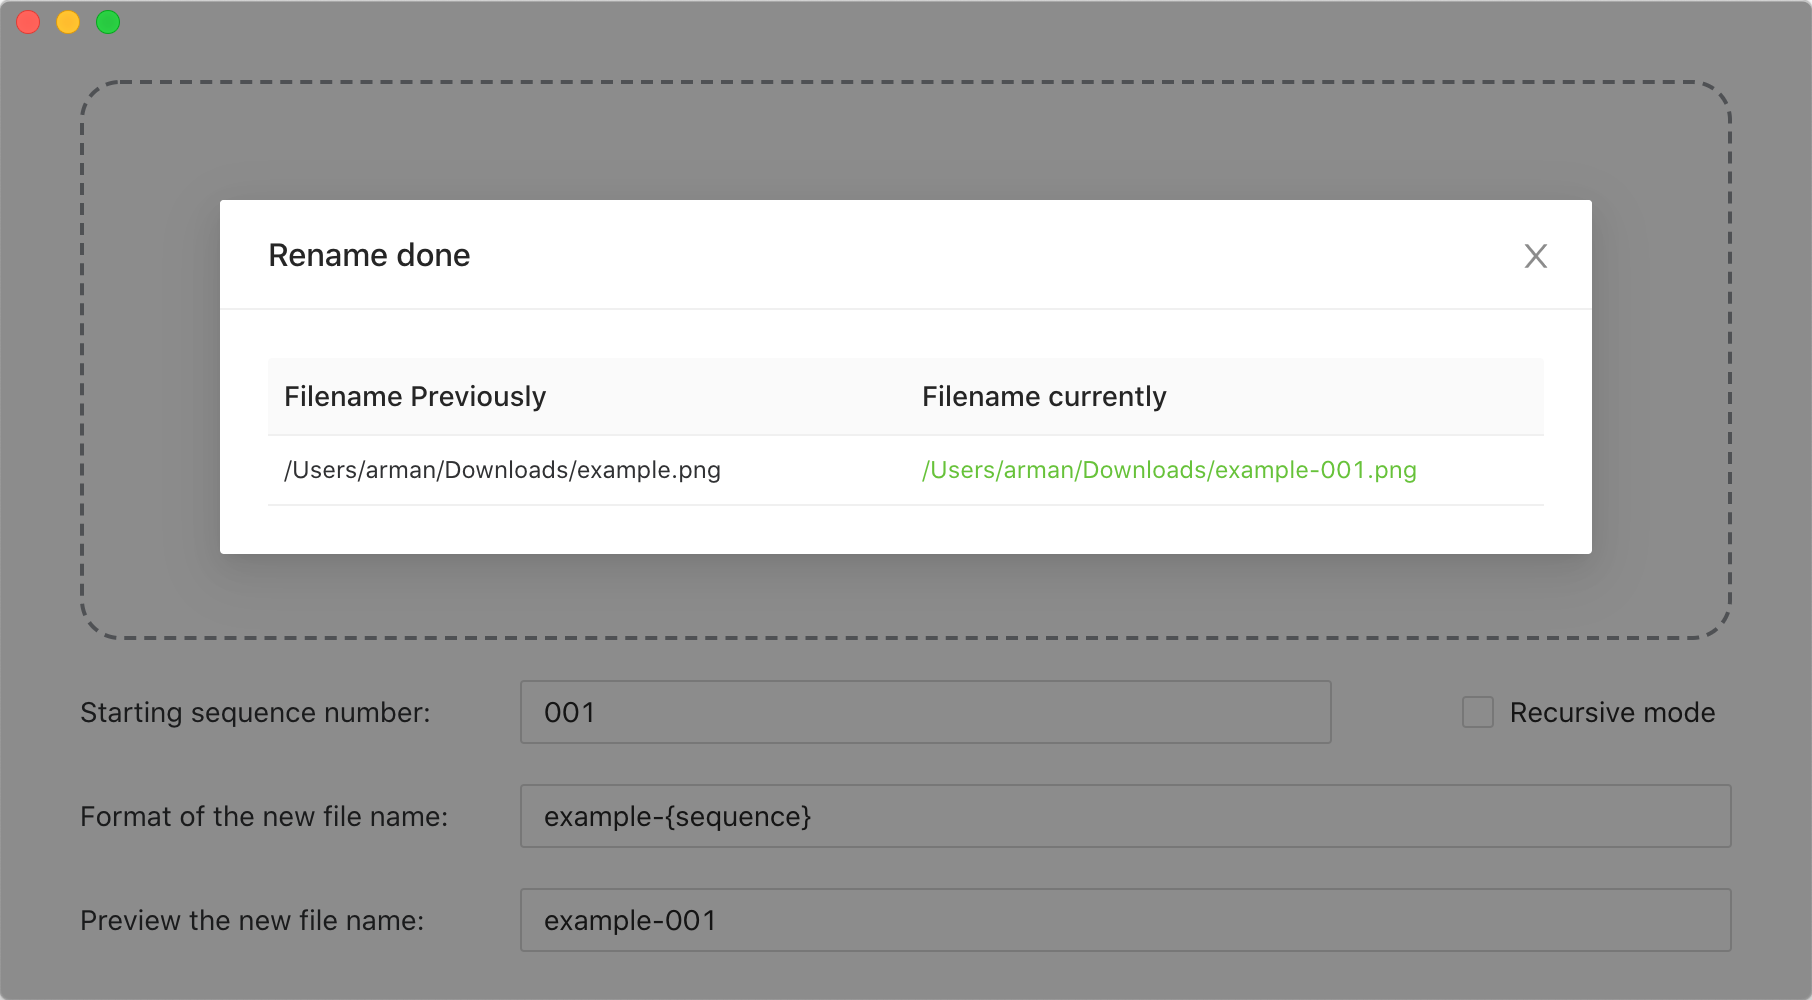 Rename done
Filename Previously Filename currently
/Users/arman/Downloads/example.png /Users/arman/Downloads/example-001.png
Starting sequence number: 001 Recursive mode
Format of the new file name: example-{sequence}
Preview the new file name: example-001